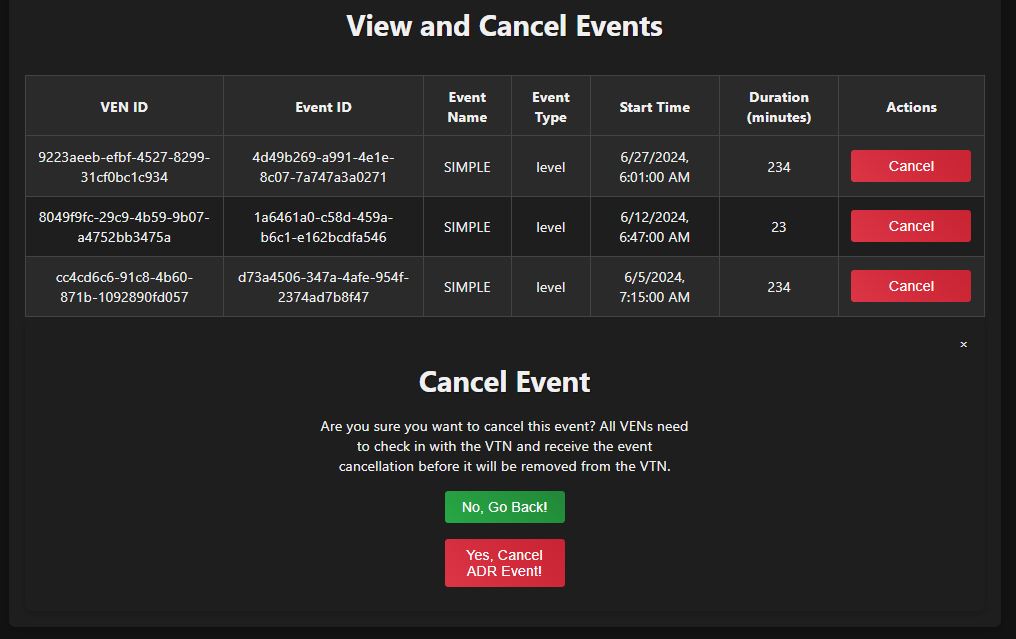 View and Cancel Events
VEN ID Event ID Event Name Event Type Start Time Duration (minutes) Actions
9223aeeb-efbf-4527-8299-31cf0bc1c934 4d49b269-a991-4e1e-8c07-7a747a3a0271 SIMPLE level 6/27/2024, 6:01:00 AM 234 Cancel
8049f9fc-29c9-4b59-9b07-a4752bb3475a 1a6461a0-c58d-459a-b6c1-e162bcdfa546 SIMPLE level 6/12/2024, 6:47:00 AM 23 Cancel
cc4cd6c6-91c8-4b60-871b-1092890fd057 d73a4506-347a-4afe-954f-2374ad7b8f47 SIMPLE level 6/5/2024, 7:15:00 AM 234 Cancel
×
Cancel Event
Are you sure you want to cancel this event? All VENs need
to check in with the VTN and receive the event
cancellation before it will be removed from the VTN.
No, Go Back!
Yes, Cancel
ADR Event!